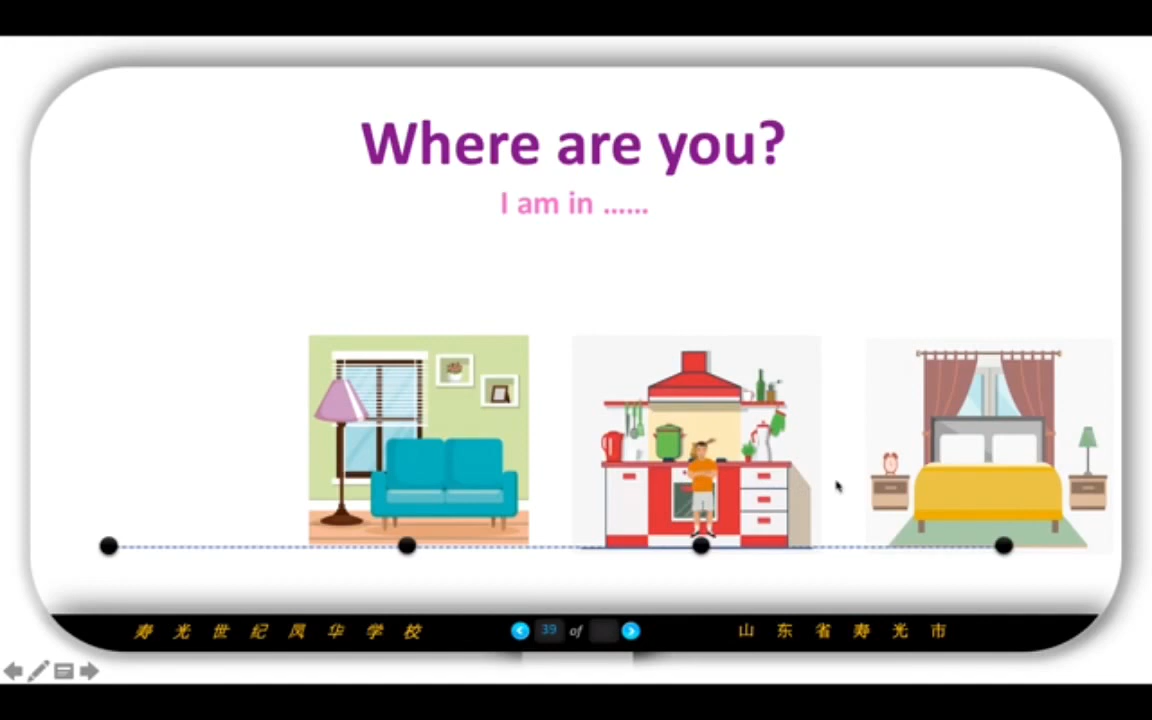 Where are you?
I am in ......
寿光世纪凤华学校
39 of
山东省寿光市